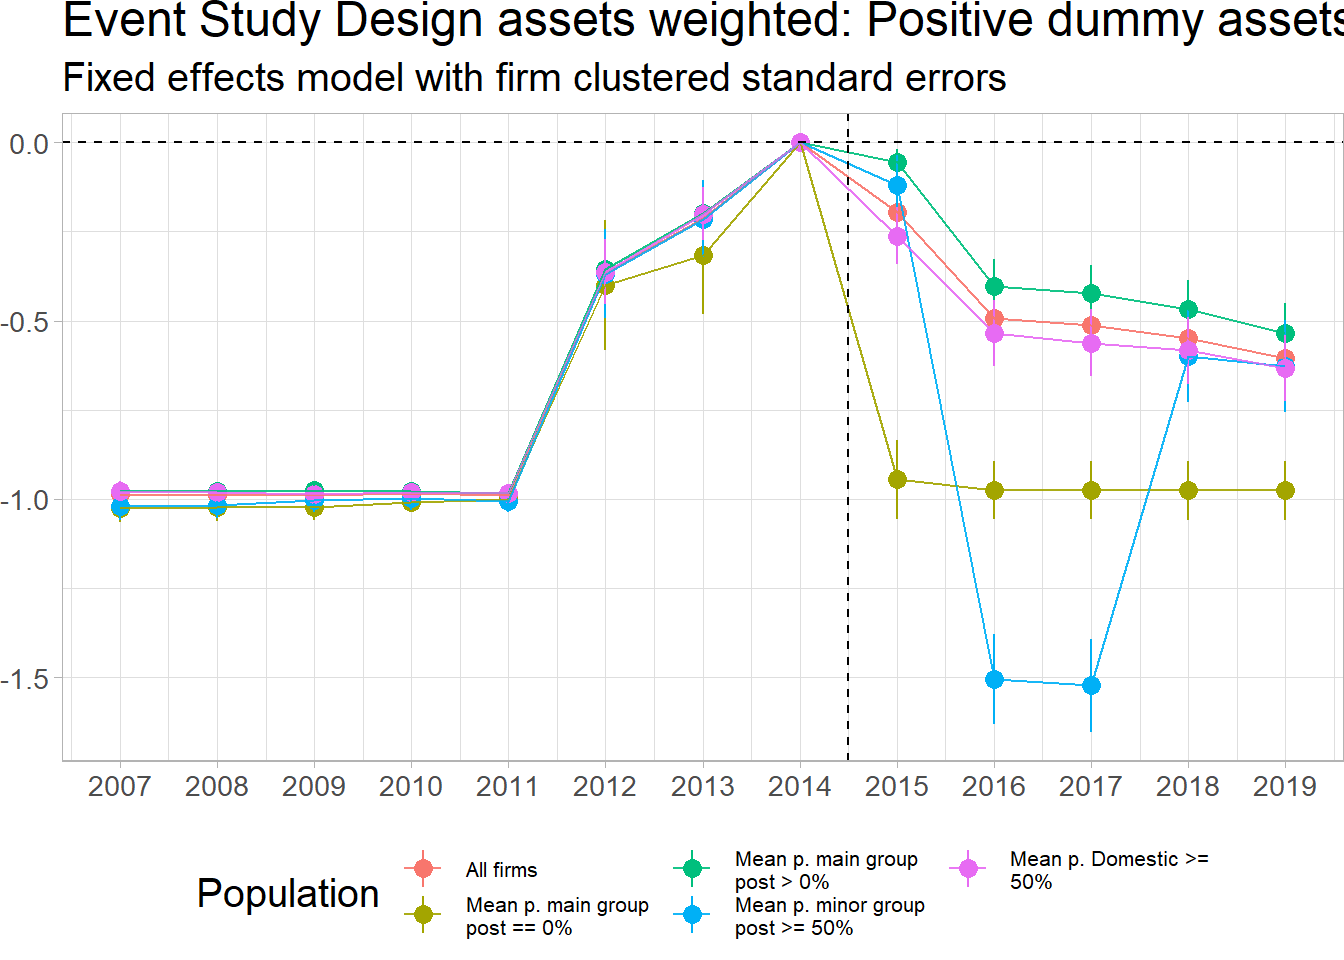 Event Study Design assets weighted: Positive dummy assets
Fixed effects model with firm clustered standard errors
0.0
-0.5
-1.0
-1.5
2007 2008 2009 2010 2011 2012 2013 2014 2015 2016 2017 2018 2019
Population
All firms
Mean p. main group
post == 0%
Mean p. main group
post > 0%
Mean p. minor group
post >= 50%
Mean p. Domestic >=
50%